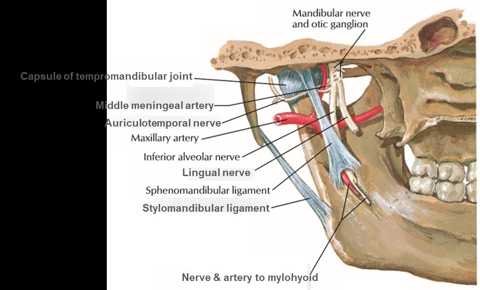 Mandibular nerve
and otic ganglion
Capsule of tempromandibular joint
Middle meningeal artery
Auriculotemporal nerve
Maxillary artery
Inferior alveolar nerve
Lingual nerve
Sphenomandibular ligament
Stylomandibular ligament
Nerve & artery to mylohyoid